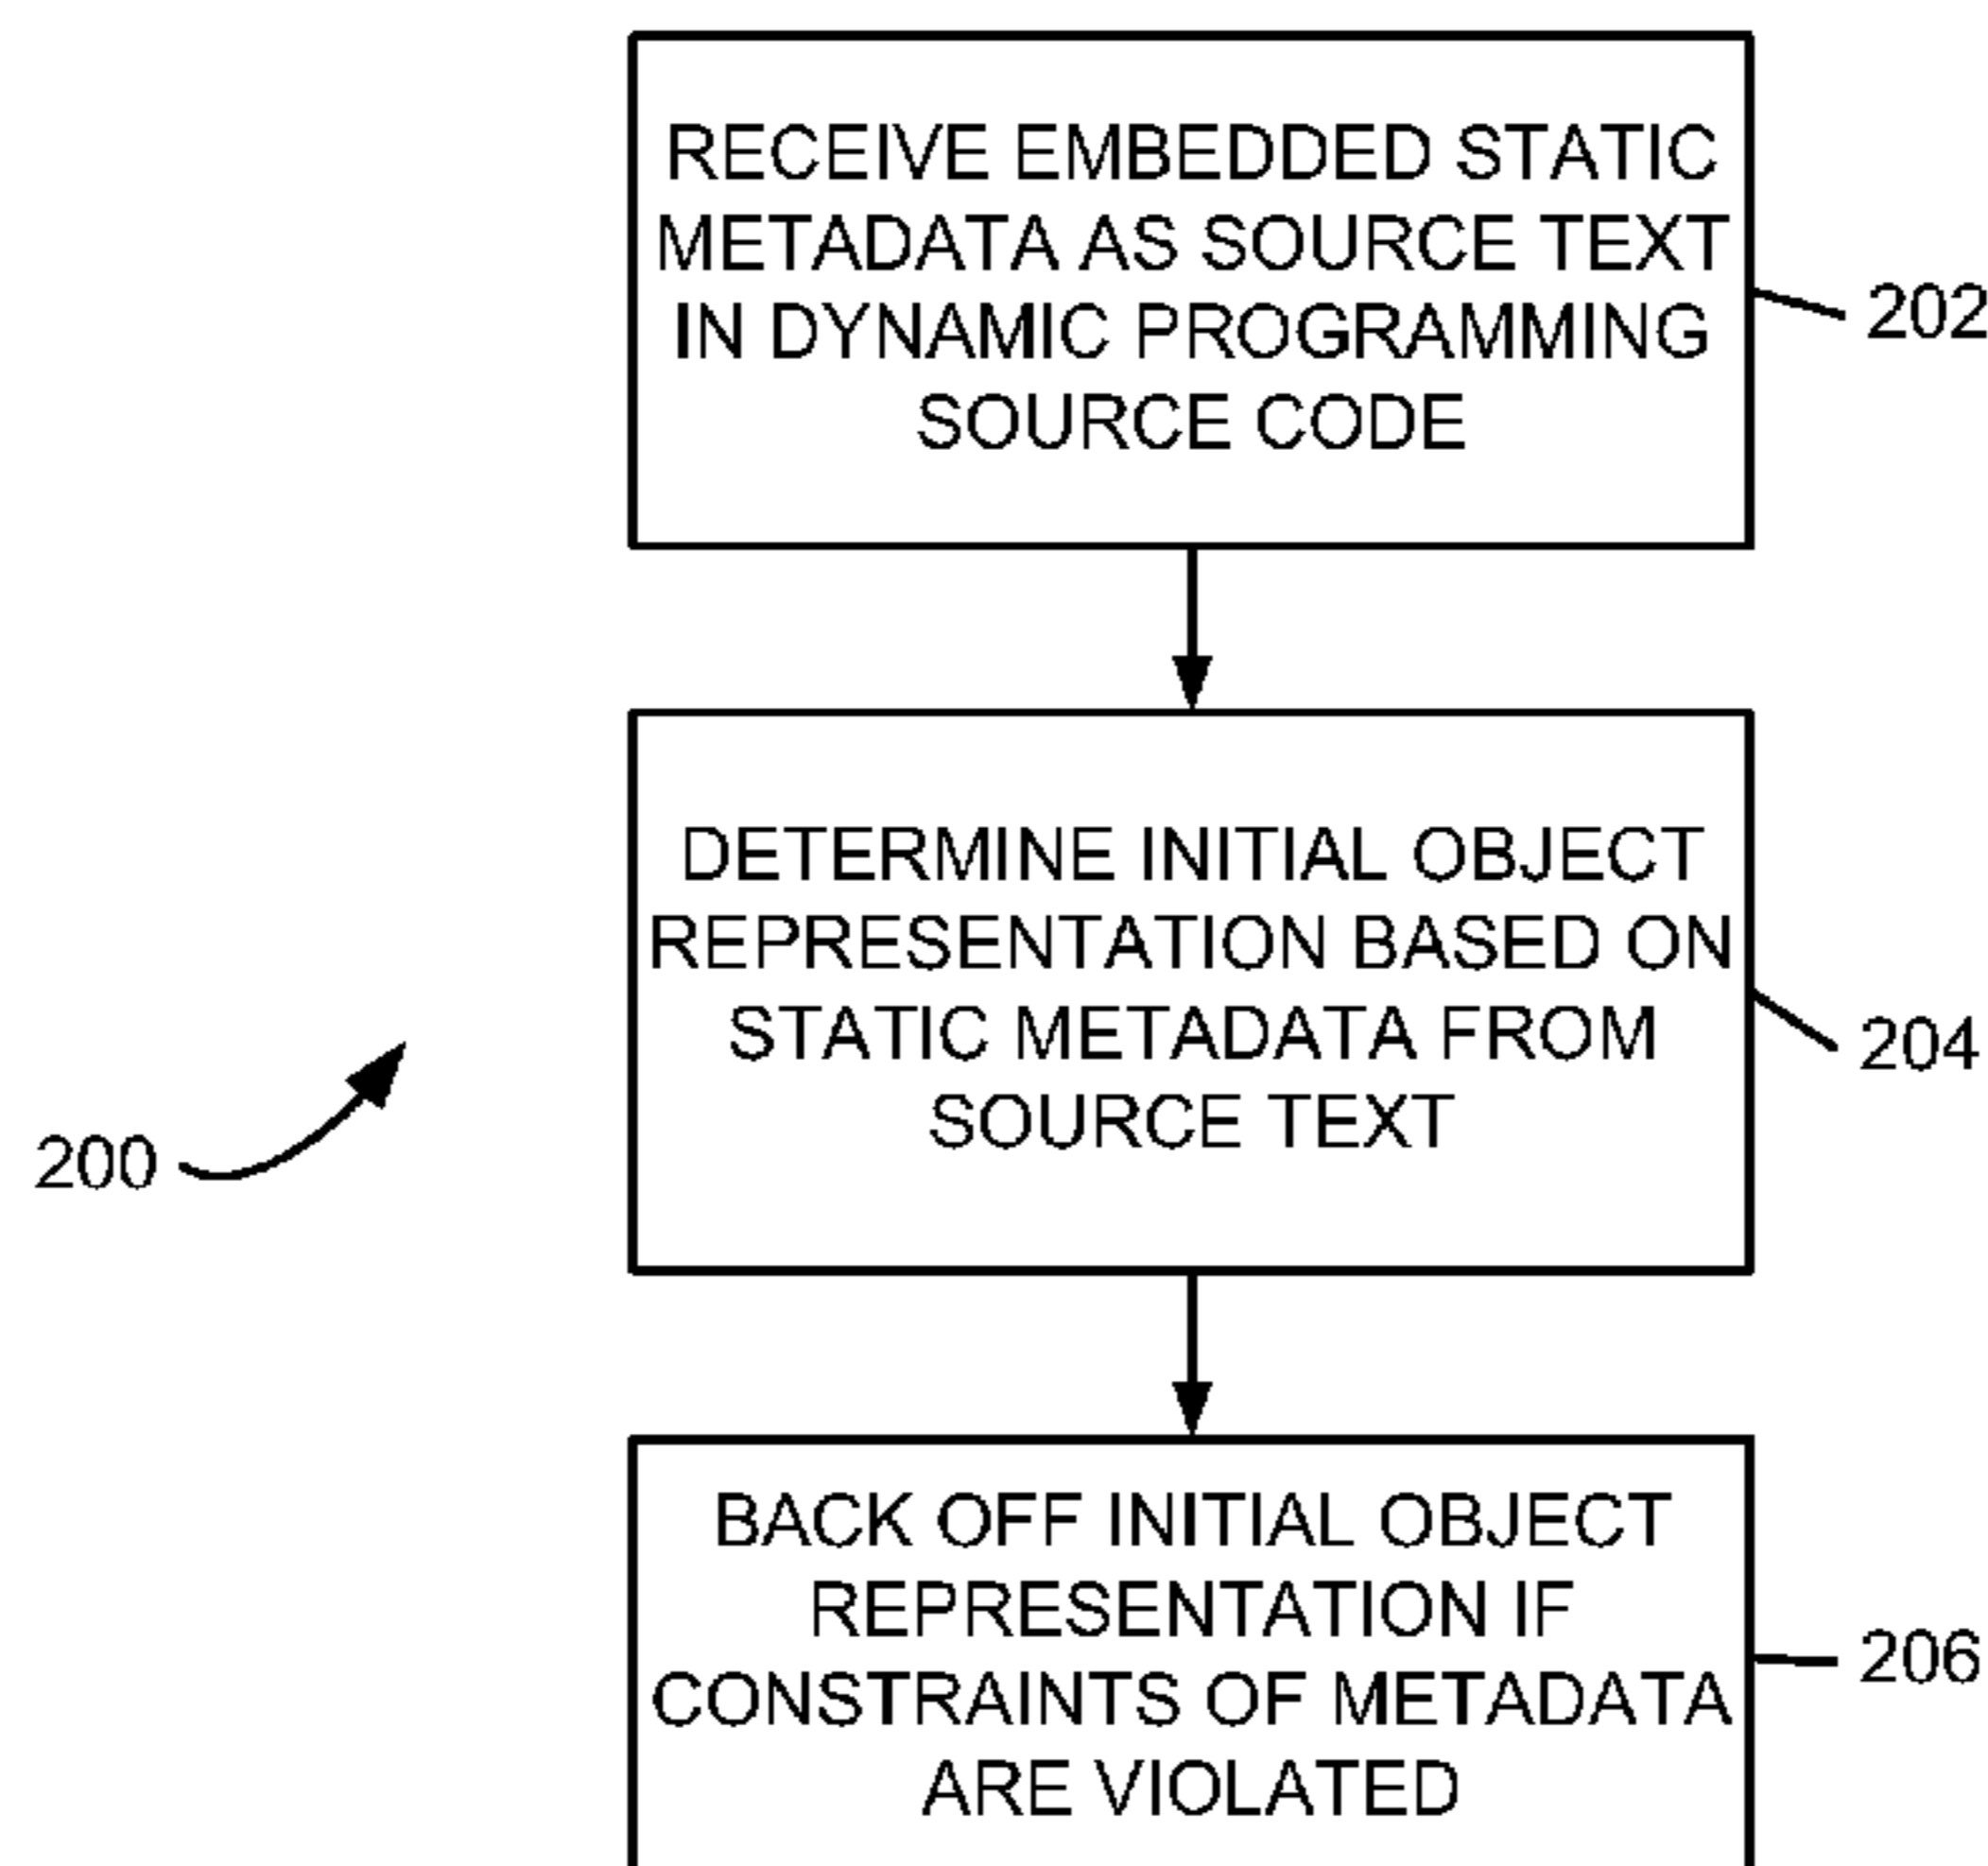 RECEIVE EMBEDDED STATIC
METADATA AS SOURCE TEXT
IN DYNAMIC PROGRAMMING
SOURCE CODE
202
DETERMINE INITIAL OBJECT
REPRESENTATION BASED ON
STATIC METADATA FROM
SOURCE TEXT
204
200
BACK OFF INITIAL OBJECT
REPRESENTATION IF
CONSTRAINTS OF METADATA
ARE VIOLATED
206